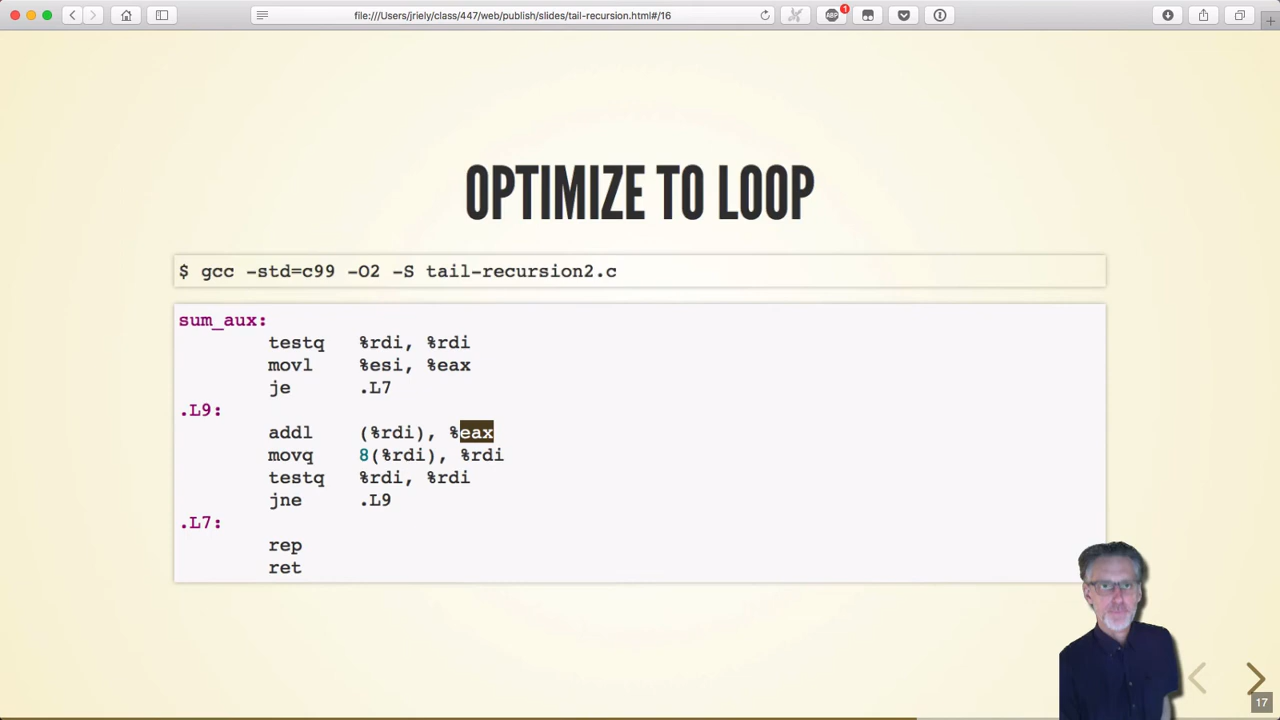 file:///Users/jriely/class/447/web/publish/slides/tail-recursion.html#/16
ABP
1
OPTIMIZE TO LOOP
$ gcc -std=c99 -O2 -S tail-recursion2.c
sum_aux:
testq %rdi, %rdi
movl %esi, %eax
je .L7
.L9:
addl (%rdi), %eax
movq 8(%rdi), %rdi
testq %rdi, %rdi
jne .L9
.L7:
rep
ret
17